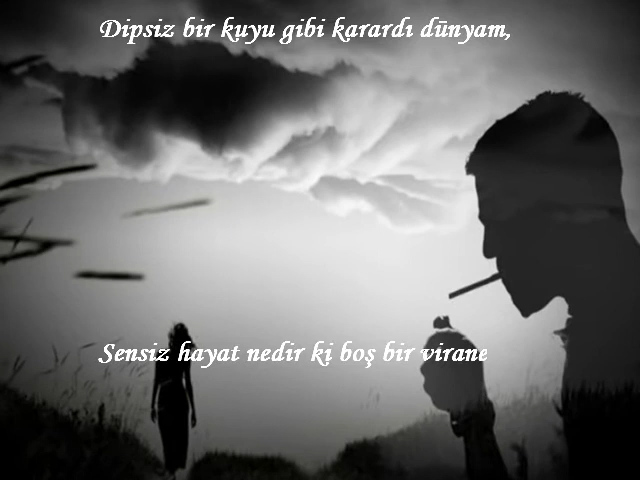 Dipsiz bir kuyu gibi karardı dünyam,
Sensiz hayat nedir ki boş bir virane